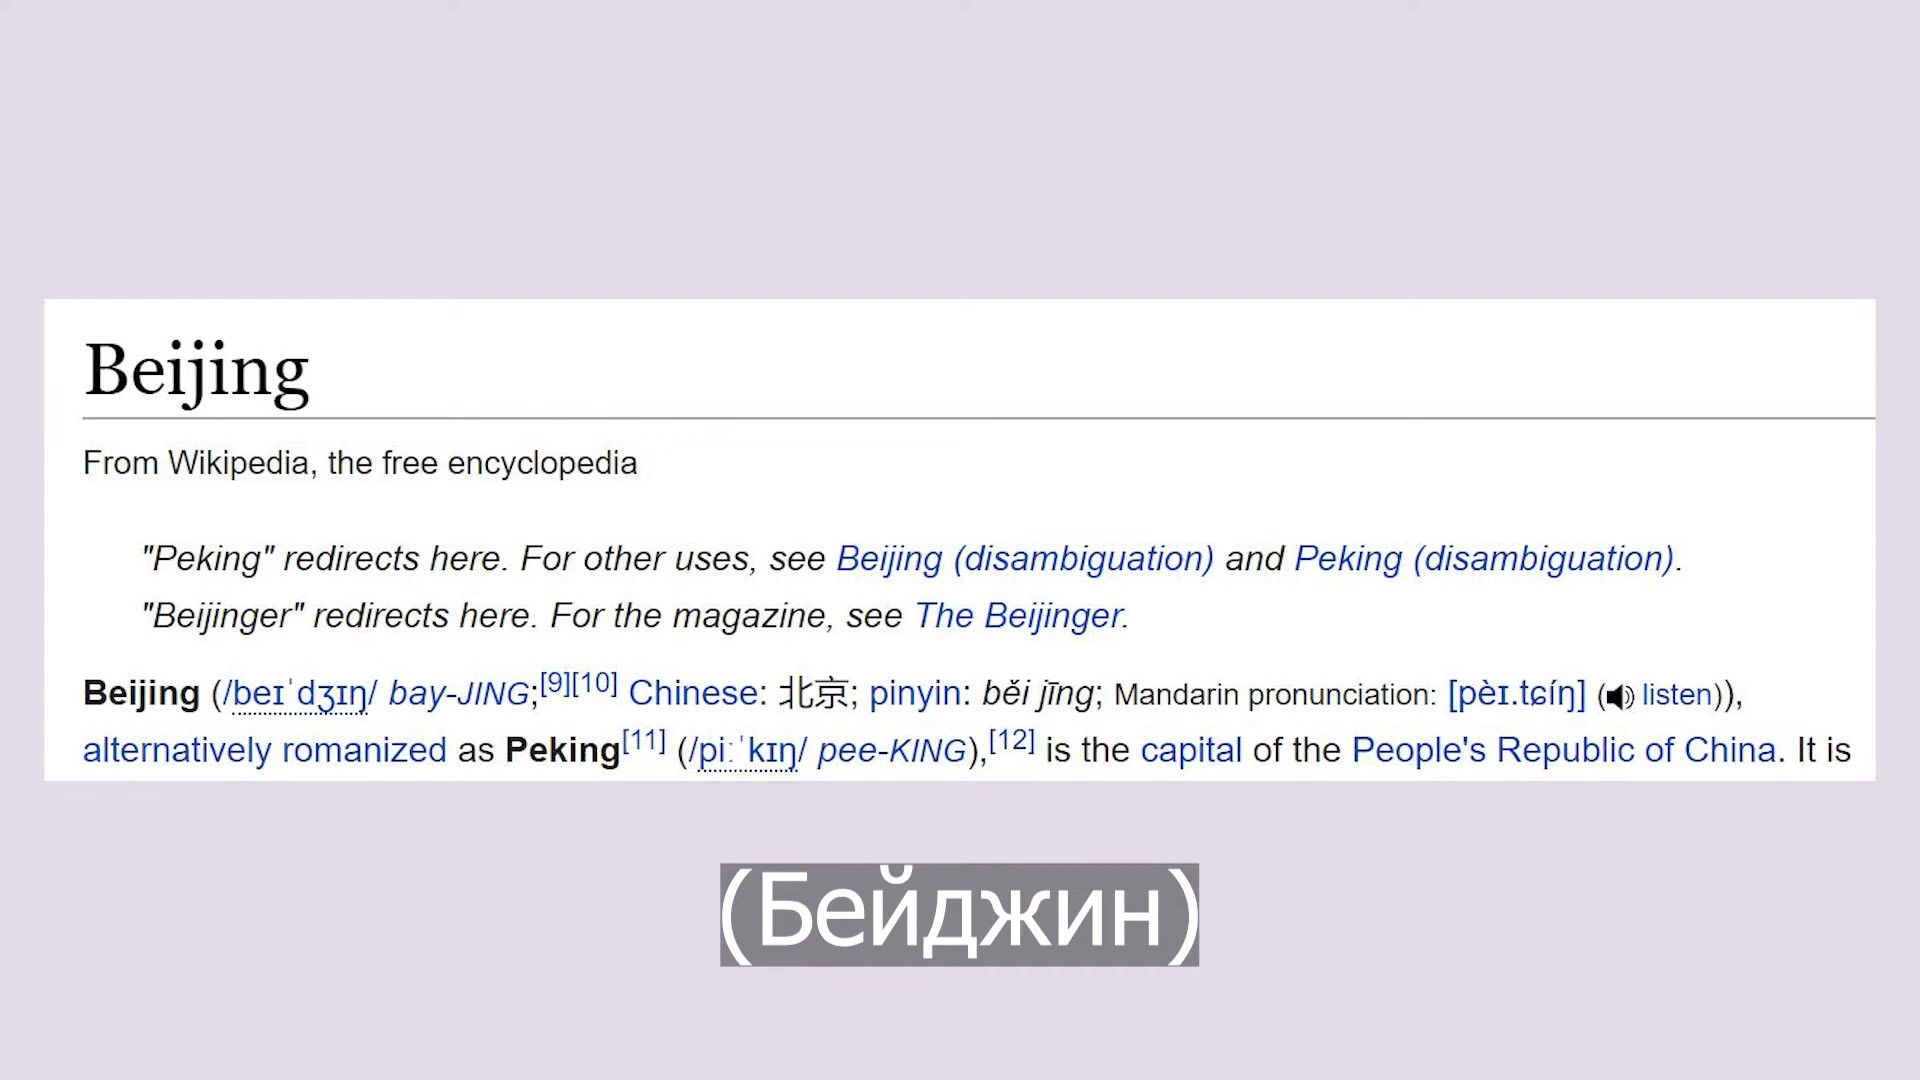 Beijing
From Wikipedia, the free encyclopedia
"Peking" redirects here. For other uses, see Beijing (disambiguation) and Peking (disambiguation).
"Beijinger" redirects here. For the magazine, see The Beijinger.
Beijing (/beɪˈdʒɪŋ/ bay-JING;[9][10] Chinese: 北京; pinyin: běi jīng; Mandarin pronunciation: [pèɪ.tɕíŋ] (listen)),
alternatively romanized as Peking[11] (/piːˈkɪŋ/ pee-KING),[12] is the capital of the People's Republic of China. It is
(Бейджин)